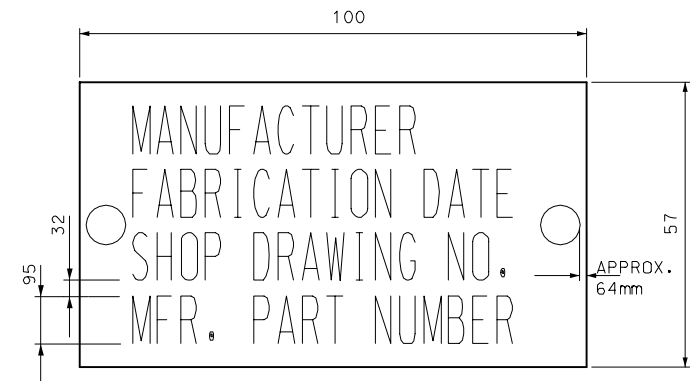 100
MANUFACTURER
FABRICATION DATE
SHOP DRAWING NO.
MFR. PART NUMBER
32
95
57
APPROX.
64mm